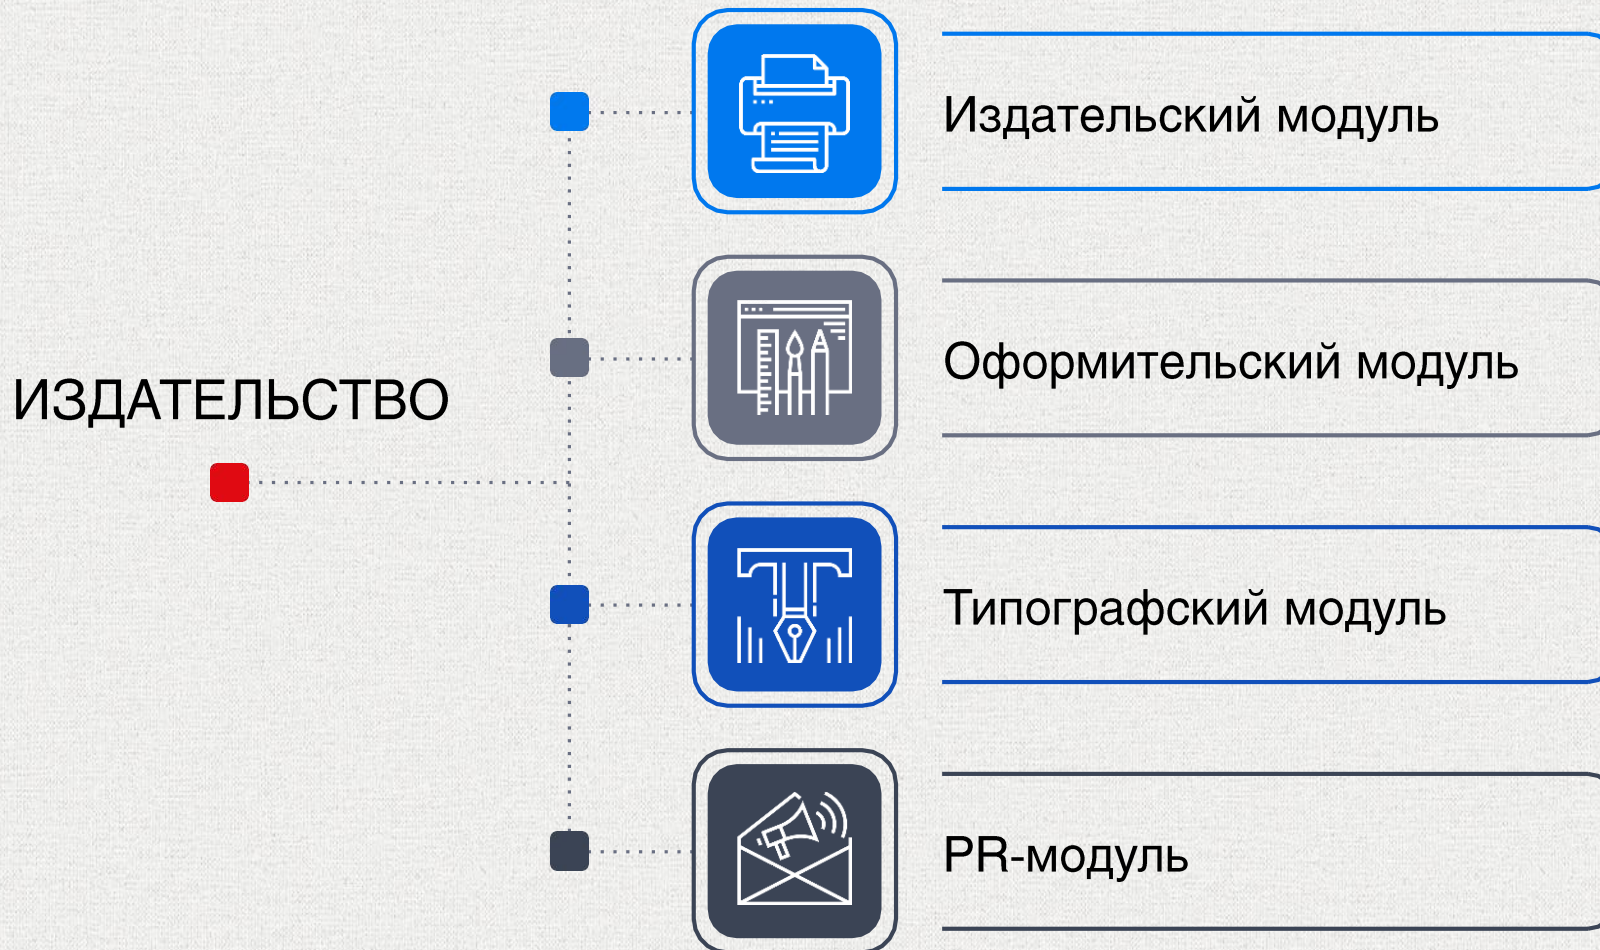 ИЗДАТЕЛЬСТВО
Издательский модуль
Оформительский модуль
Типографский модуль
PR-модуль